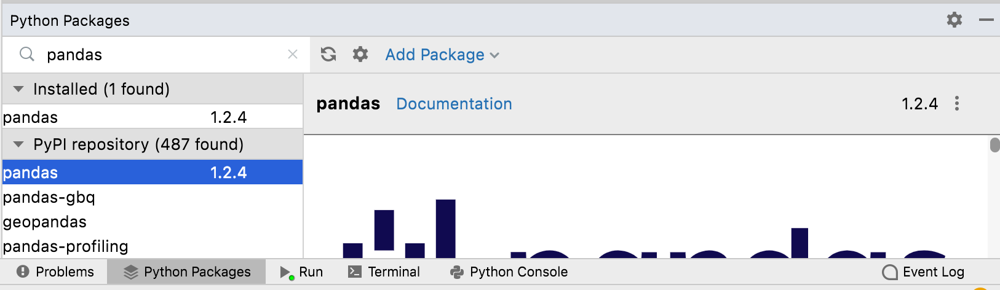 Python Packages
pandas
Add Package
Installed (1 found)
pandas 1.2.4
PyPI repository (487 found)
pandas 1.2.4
pandas-gbq
geopandas
pandas-profiling
pandas Documentation 1.2.4
pandas
Problems Python Packages Run Terminal Python Console Event Log